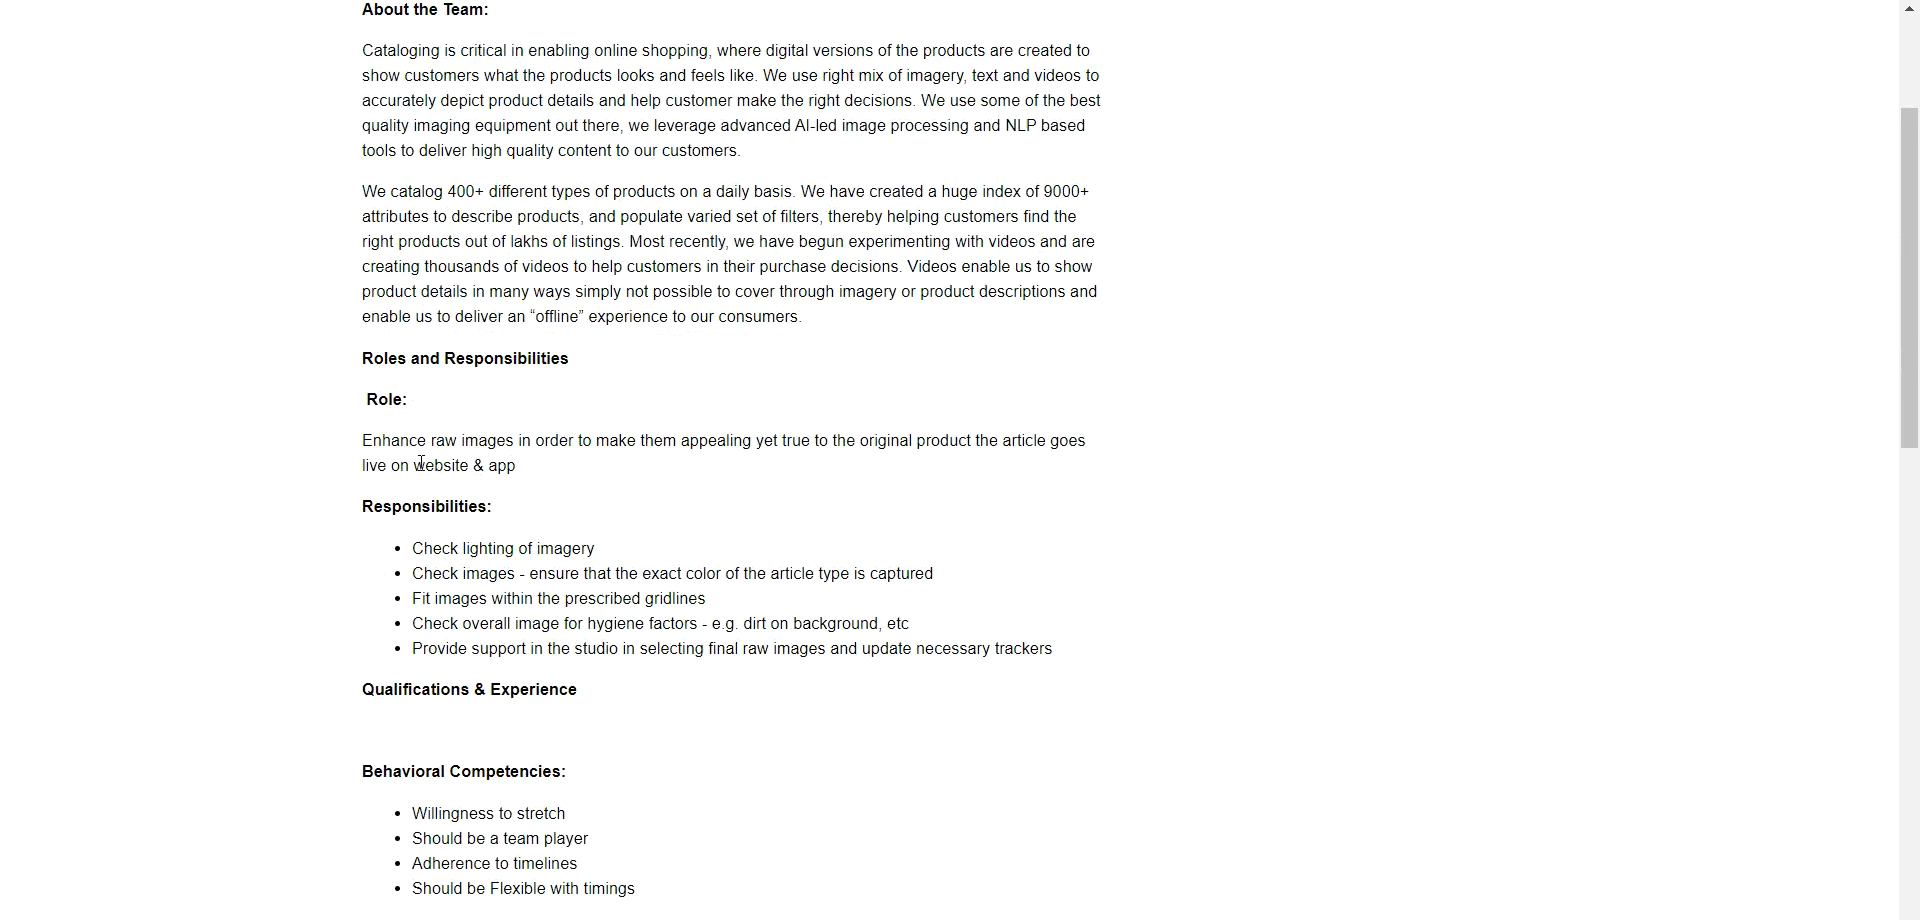 About the Team:
Cataloging is critical in enabling online shopping, where digital versions of the products are created to
show customers what the products looks and feels like. We use right mix of imagery, text and videos to
accurately depict product details and help customer make the right decisions. We use some of the best
quality imaging equipment out there, we leverage advanced AI-led image processing and NLP based
tools to deliver high quality content to our customers.
We catalog 400+ different types of products on a daily basis. We have created a huge index of 9000+
attributes to describe products, and populate varied set of filters, thereby helping customers find the
right products out of lakhs of listings. Most recently, we have begun experimenting with videos and are
creating thousands of videos to help customers in their purchase decisions. Videos enable us to show
product details in many ways simply not possible to cover through imagery or product descriptions and
enable us to deliver an “offline” experience to our consumers.
Roles and Responsibilities
Role:
Enhance raw images in order to make them appealing yet true to the original product the article goes
live on website & app
Responsibilities:
• Check lighting of imagery
• Check images - ensure that the exact color of the article type is captured
• Fit images within the prescribed gridlines
• Check overall image for hygiene factors - e.g. dirt on background, etc
• Provide support in the studio in selecting final raw images and update necessary trackers
Qualifications & Experience
Behavioral Competencies:
• Willingness to stretch
• Should be a team player
• Adherence to timelines
• Should be Flexible with timings